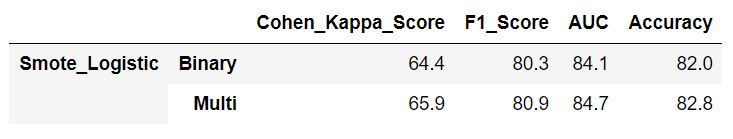 Cohen_Kappa_Score F1_Score AUC Accuracy
Smote_Logistic Binary 64.4 80.3 84.1 82.0
Multi 65.9 80.9 84.7 82.8